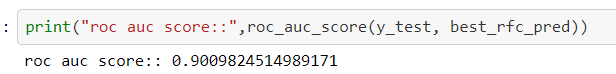 : print("roc auc score::",roc_auc_score(y_test, best_rfc_pred))
roc auc score:: 0.9009824514989171